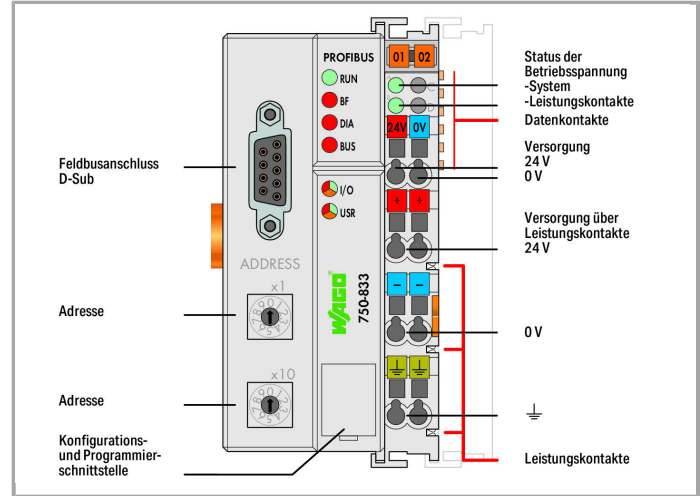 Feldbusanschluss
D-Sub
Adresse
Adresse
Konfigurations-
und Programmier-
schnittstelle
ADDRESS
x1
x10
PROFIBUS
RUN
BF
DIA
BUS
I/O
USR
WAGO
750-833
01 02
A C
B D
24V 0V
+ +
– –
Status der
Betriebsspannung
-System
-Leistungskontakte
Datenkontakte
Versorgung
24 V
0 V
Versorgung über
Leistungskontakte
24 V
0 V
Leistungskontakte